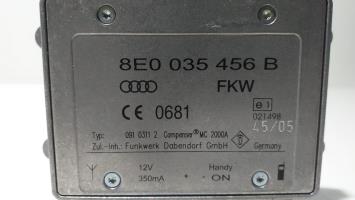 8E0 035 456 B
FKW
CE 0681
e1
021498
45/05
Typ: 091 0311 2 Compenser® MC 2000A
Zul.-Inh.: Funkwerk Dabendorf GmbH Germany
12V Handy
350mA ON